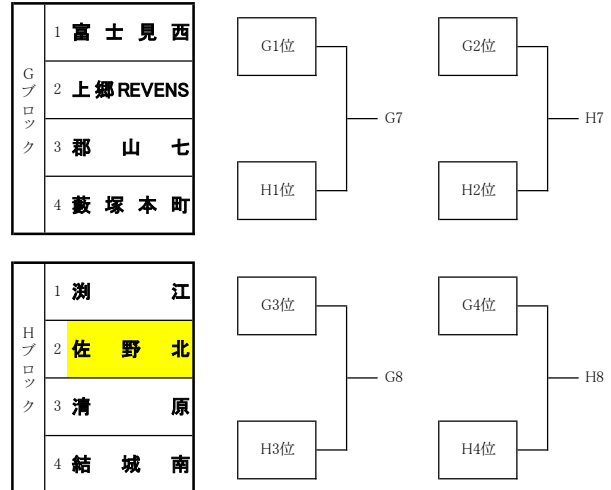 Gブロック
1 富士見西
2 上郷REVENS
3 郡山七
4 藪塚本町
G1位
G7
H1位
G2位
H7
H2位
Hブロック
1 渕江
2 佐野北
3 清原
4 結城南
G3位
G8
H3位
G4位
H8
H4位